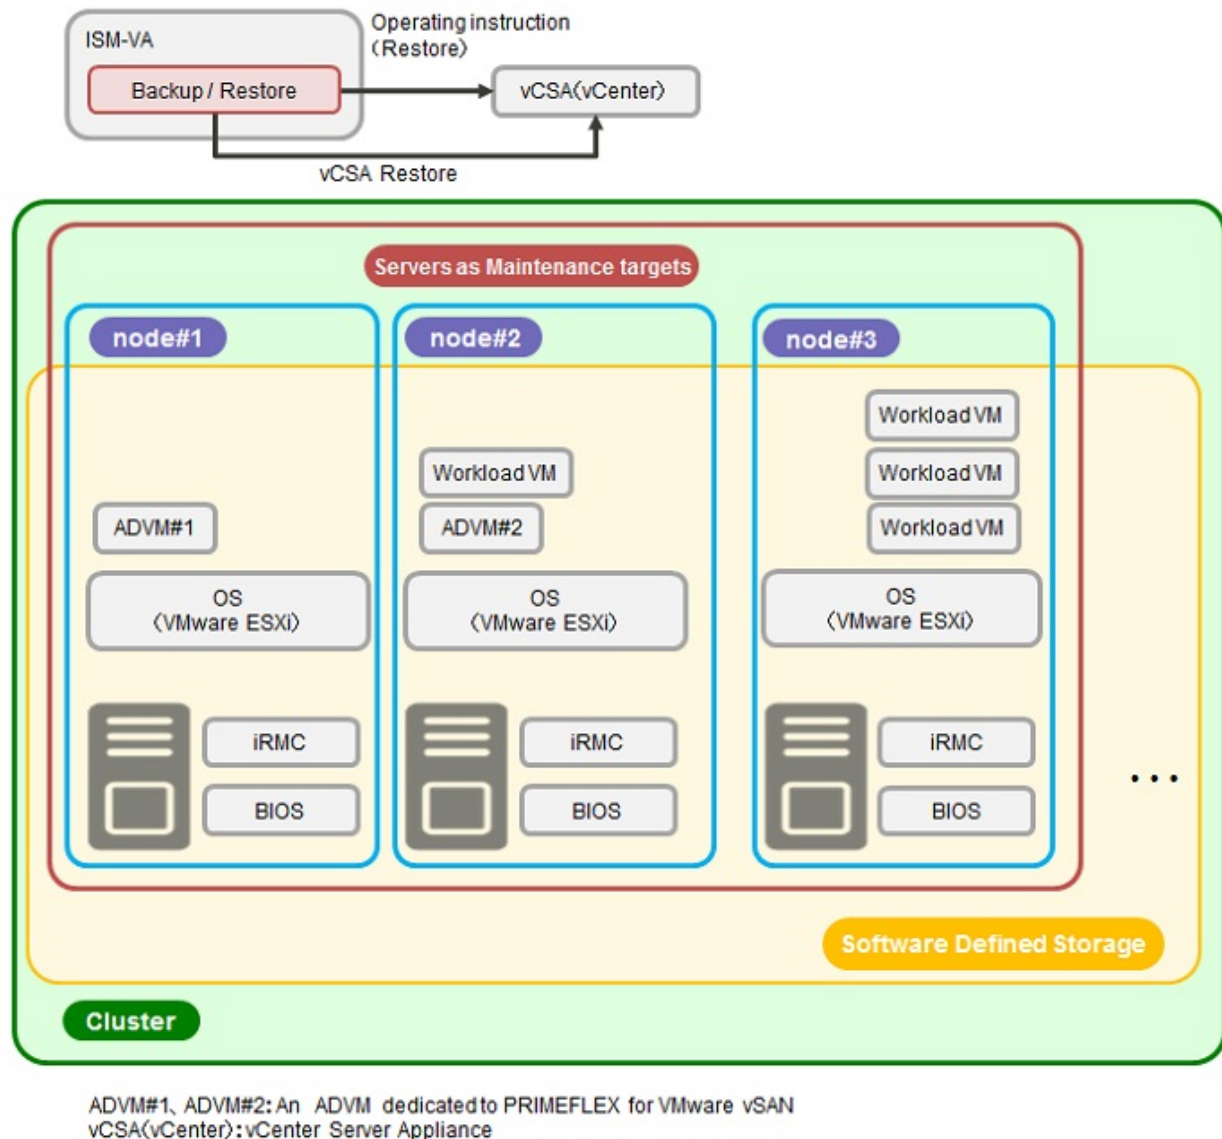 ISM-VA
Operating instruction
(Restore)
Backup / Restore
vCSA(vCenter)
vCSA Restore
Servers as Maintenance targets
node#1
node#2
node#3
Workload VM
Workload VM
Workload VM
ADVM#1
ADVM#2
Workload VM
OS
(VMware ESXi)
OS
(VMware ESXi)
OS
(VMware ESXi)
iRMC
iRMC
iRMC
BIOS
BIOS
BIOS
...
Software Defined Storage
Cluster
ADVM#1、ADVM#2: An ADVM dedicated to PRIMEFLEX for VMware vSAN
vCSA(vCenter): vCenter Server Appliance